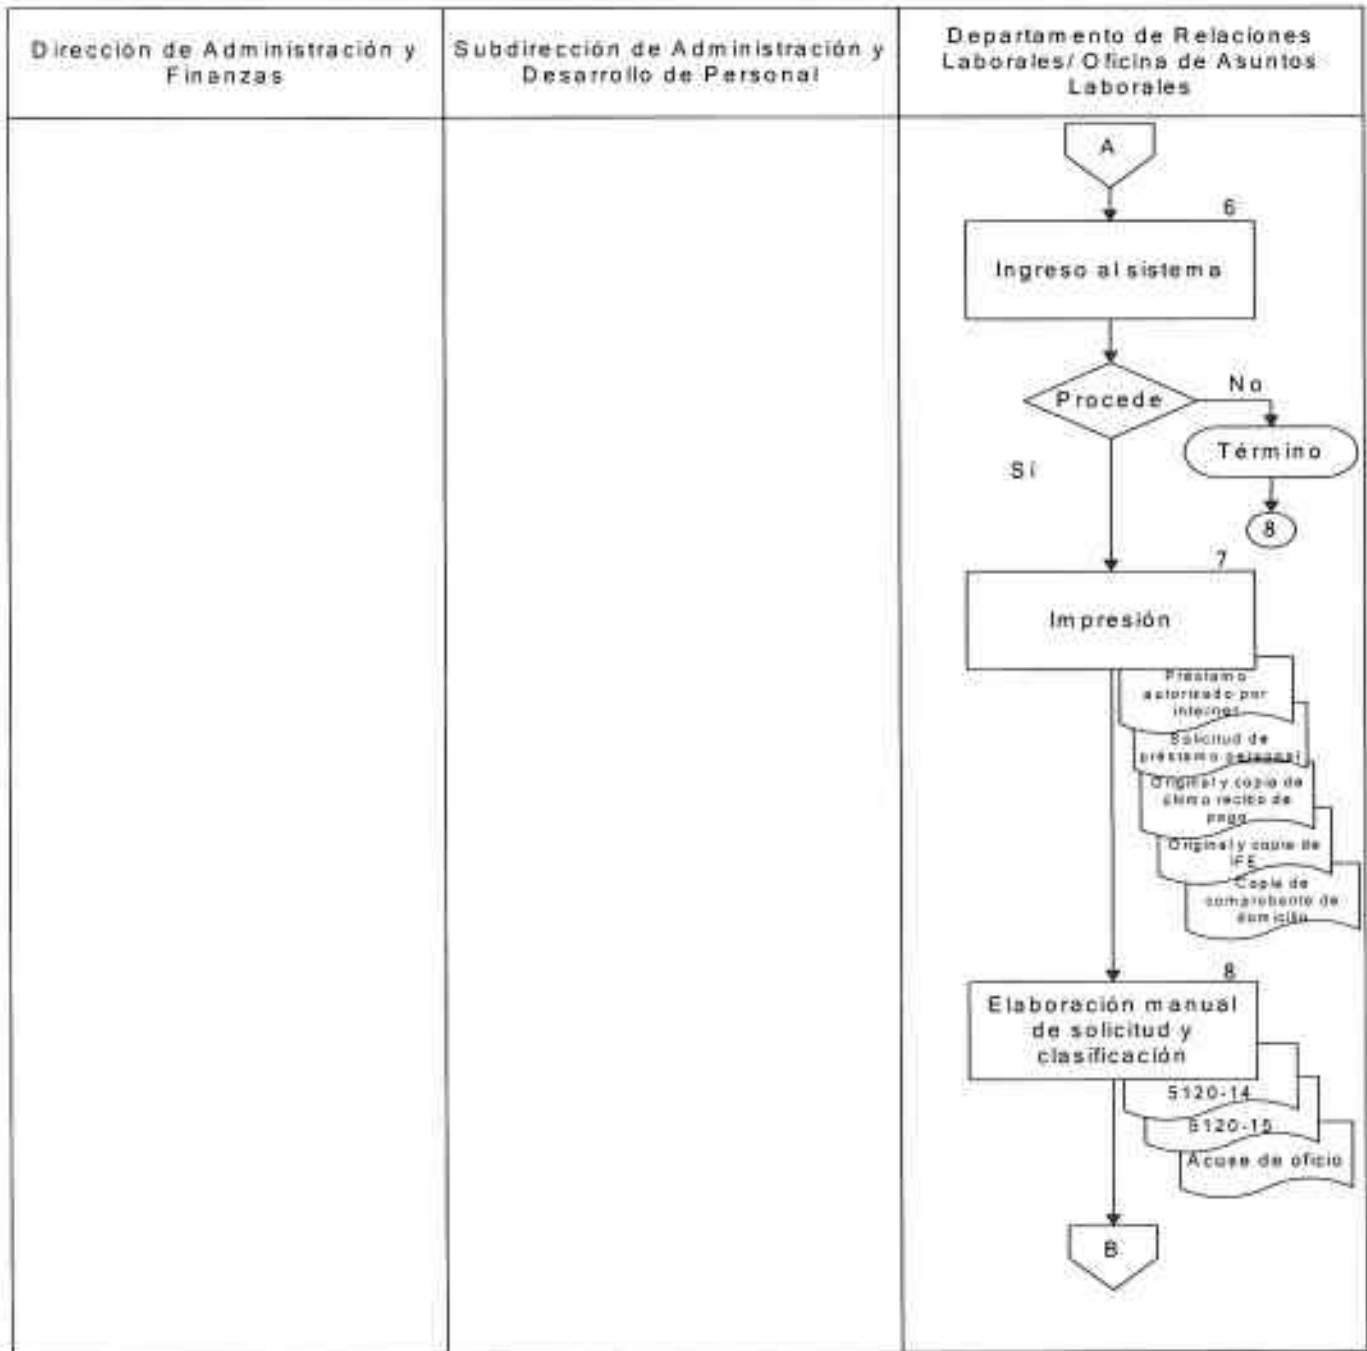 Dirección de Administración y
Finanzas
Subdirección de Administración y
Desarrollo de Personal
Departamento de Relaciones
Laborales/ Oficina de Asuntos
Laborales
A
6
Ingreso al sistema
Procede
No
Término
Sí
8
7
Impresión
Préstamo
autorizado por
internet
Solicitud de
préstamo personal
Original y copia de
último recibo de
pago
Original y copia de
IFE
Copia de
comprobante de
domicilio
8
Elaboración manual
de solicitud y
clasificación
5120-14
5120-15
Acuse de oficio
B